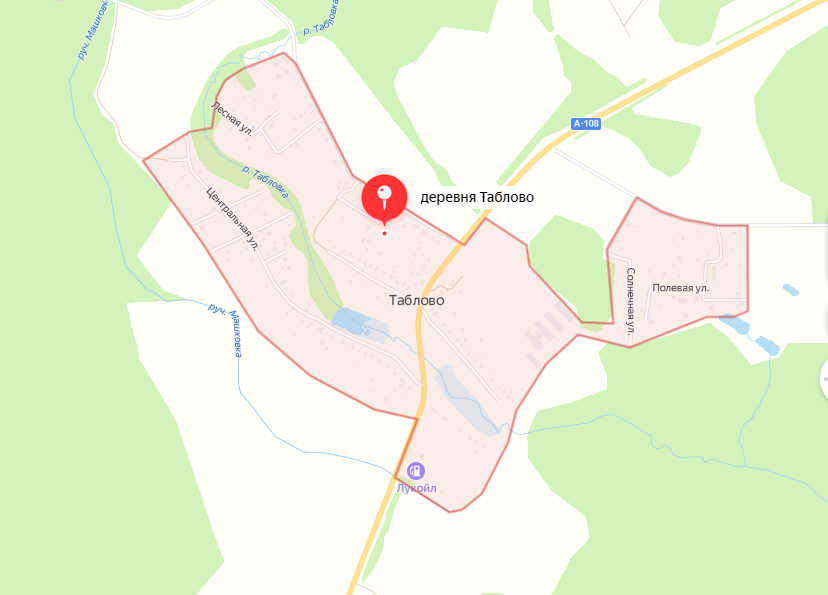 руч. Машковка
р. Табловка
А-108
Лесная ул.
р. Табловка
деревня Таблово
Центральная ул.
Солнечная ул.
Полевая ул.
Таблово
руч. Машковка
Лукойл